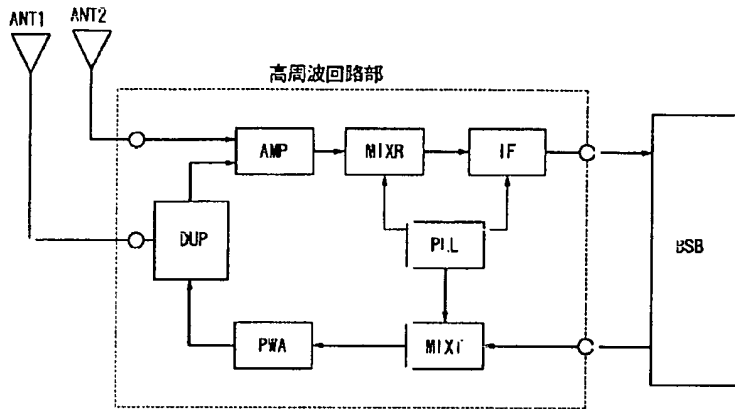 ANT1
ANT2
高周波回路部
AMP
MIXR
IF
DUP
PLL
BSB
PWA
MIXT